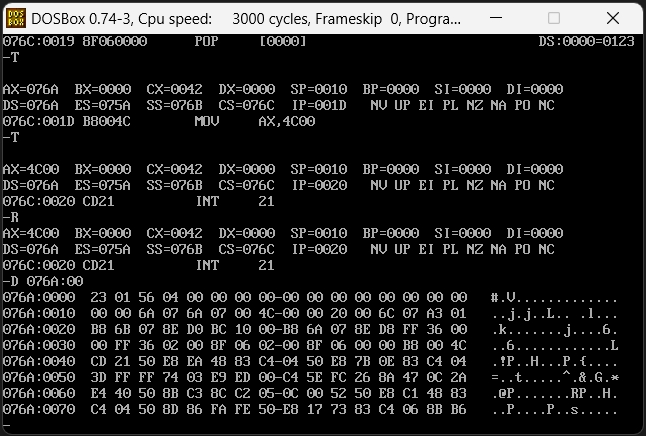 DOSBox 0.74-3, Cpu speed: 3000 cycles, Frameskip 0, Progra...
076C:0019 8F060000 POP [0000] DS:0000=0123
-T
AX=076A BX=0000 CX=0042 DX=0000 SP=0010 BP=0000 SI=0000 DI=0000
DS=076A ES=075A SS=076B CS=076C IP=001D NV UP EI PL NZ NA PO NC
076C:001D B8004C MOV AX,4C00
-T
AX=4C00 BX=0000 CX=0042 DX=0000 SP=0010 BP=0000 SI=0000 DI=0000
DS=076A ES=075A SS=076B CS=076C IP=0020 NV UP EI PL NZ NA PO NC
076C:0020 CD21 INT 21
-R
AX=4C00 BX=0000 CX=0042 DX=0000 SP=0010 BP=0000 SI=0000 DI=0000
DS=076A ES=075A SS=076B CS=076C IP=0020 NV UP EI PL NZ NA PO NC
076C:0020 CD21 INT 21
-D 076A:00
076A:0000 23 01 56 04 00 00 00 00-00 00 00 00 00 00 00 00 #.V.............
076A:0010 00 00 6A 07 6A 07 00 4C-00 00 20 00 6C 07 A3 01 ..j.j..L.. .l...
076A:0020 B8 6B 07 8E D0 BC 10 00-B8 6A 07 8E D8 FF 36 00 .k.......j....6.
076A:0030 00 FF 36 02 00 8F 06 02-00 8F 06 00 00 B8 00 4C ..6............L
076A:0040 CD 21 50 E8 EA 48 83 C4-04 50 E8 7B 0E 83 C4 04 .!P..H...P.{....
076A:0050 3D FF FF 74 03 E9 ED 00-C4 5E FC 26 8A 47 0C 2A =..t.....^.&.G.*
076A:0060 E4 40 50 8B C3 8C C2 05-0C 00 52 50 E8 C1 48 83 .@P.......RP..H.
076A:0070 C4 04 50 8D 86 FA FE 50-E8 17 73 83 C4 06 8B B6 ..P....P..s.....
-